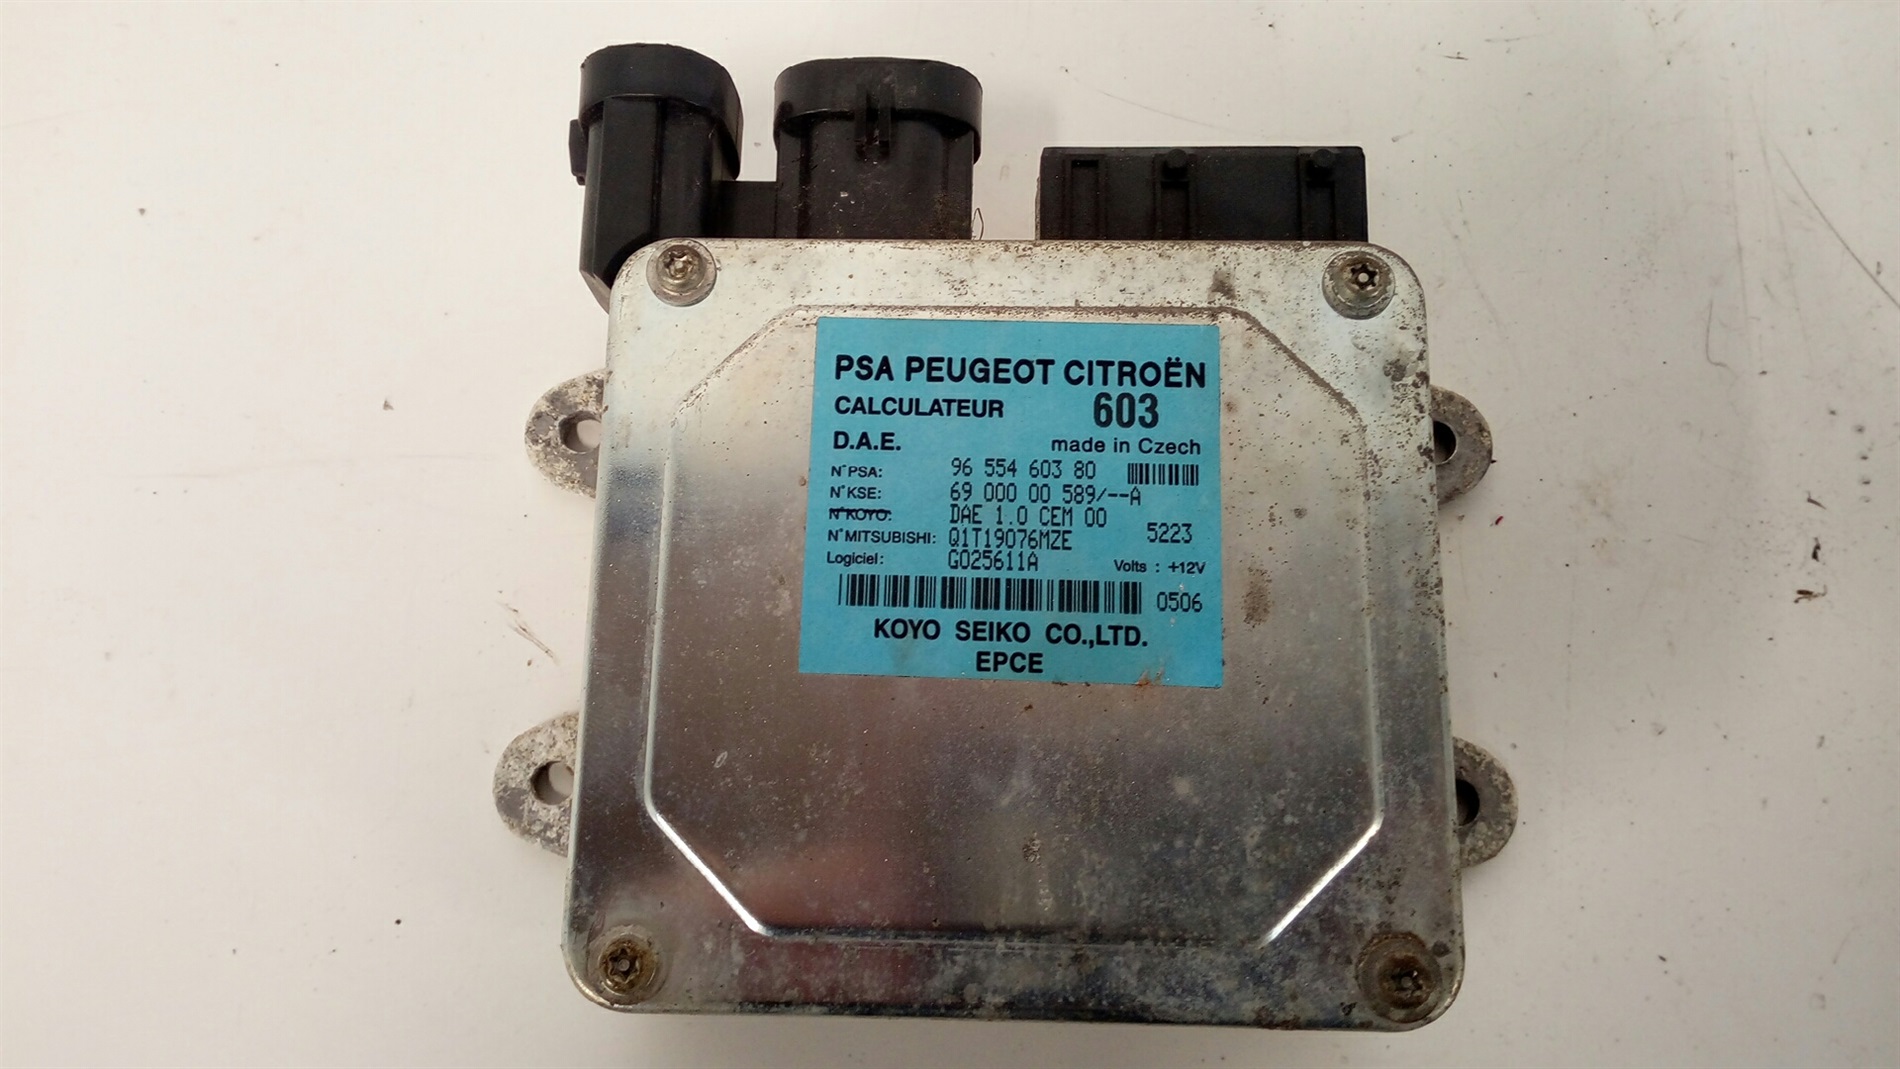 PSA PEUGEOT CITROËN
CALCULATEUR 603
D.A.E. made in Czech
N°PSA: 96 554 603 80
N°KSE: 69 000 00 589/--A
N°KOYO: DAE 1.0 CEM 00
N°MITSUBISHI: Q1T19076MZE 5223
Logiciel: G025611A Volts : +12V
0506
KOYO SEIKO CO.,LTD.
EPCE